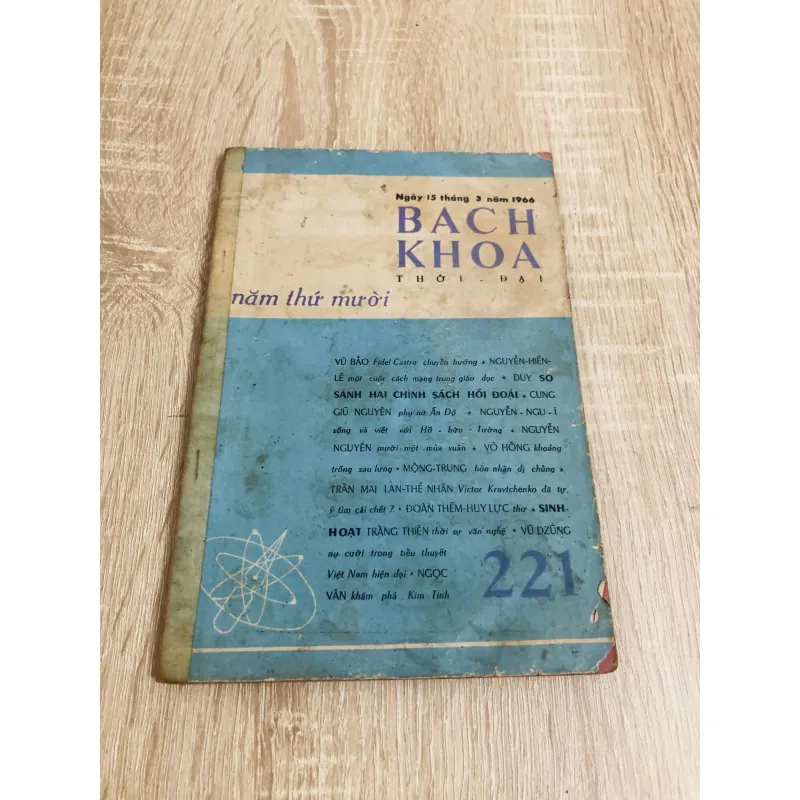 Ngày 15 tháng 3 năm 1966
BACH
KHOA
THỜI - ĐẠI
năm thứ mười
VŨ BẢO Fidel Castro chuyển hướng * NGUYỄN-HIẾN-
LÊ một cuộc cách mạng trong giáo dục * DUY SO
SÁNH HAI CHÍNH SÁCH HỐI ĐOÁI * CUNG
GIŨ NGUYÊN phụ nữ Ấn Độ * NGUYỄN-NGU-Í
sống và viết với Hồ-hữu-Tường * NGUYỄN
NGUYÊN mười một mùa xuân * VÕ HỒNG khoảng
trống sau lưng * MỘNG-TRUNG hôn nhân dị chủng *
TRẦN MAI LAN-THẾ NHÂN Victor Kravtchenko đã tự
ý tìm cái chết ? * ĐOÀN THÊM-HUY LỰC thơ * SINH-
HOẠT TRÀNG THIÊN thời sự văn nghệ * VŨ DZŨNG
nụ cười trong tiểu thuyết
Việt Nam hiện đại * NGỌC
VÂN khám phá Kim Tinh
221